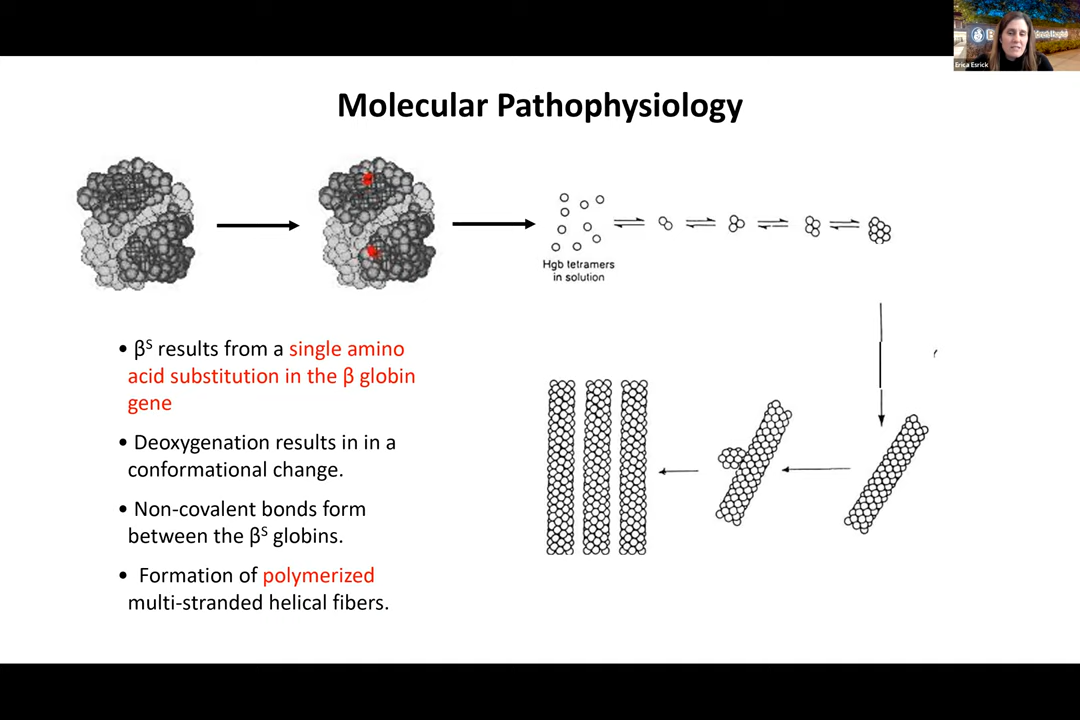 Erica Esrick
Molecular Pathophysiology
Hgb tetramers
in solution
• βˢ results from a single amino
acid substitution in the β globin
gene
• Deoxygenation results in in a
conformational change.
• Non-covalent bonds form
between the βˢ globins.
• Formation of polymerized
multi-stranded helical fibers.